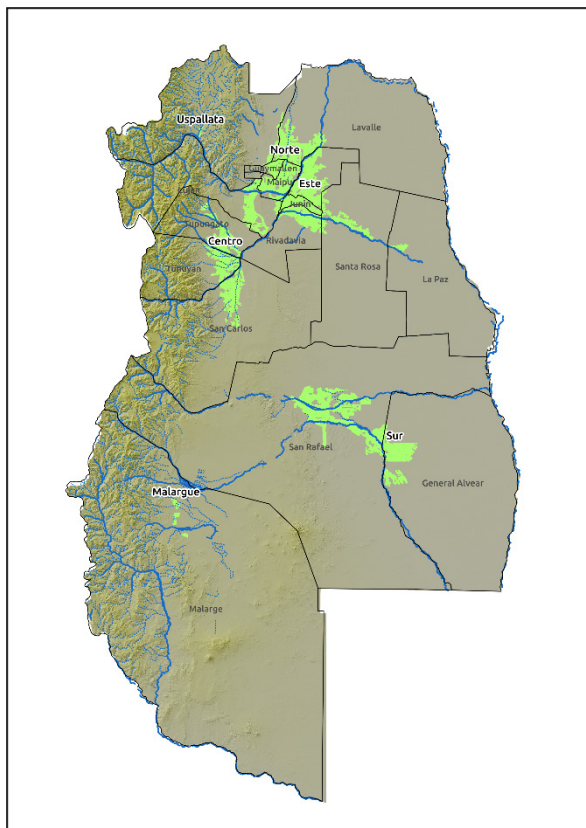 Uspallata
Lavalle
Norte
Guaymallen
Maipu
Este
Junin
Tupungato
Centro
Rivadavia
Tunuyan
Santa Rosa
La Paz
San Carlos
Sur
San Rafael
General Alvear
Malargue
Malarge